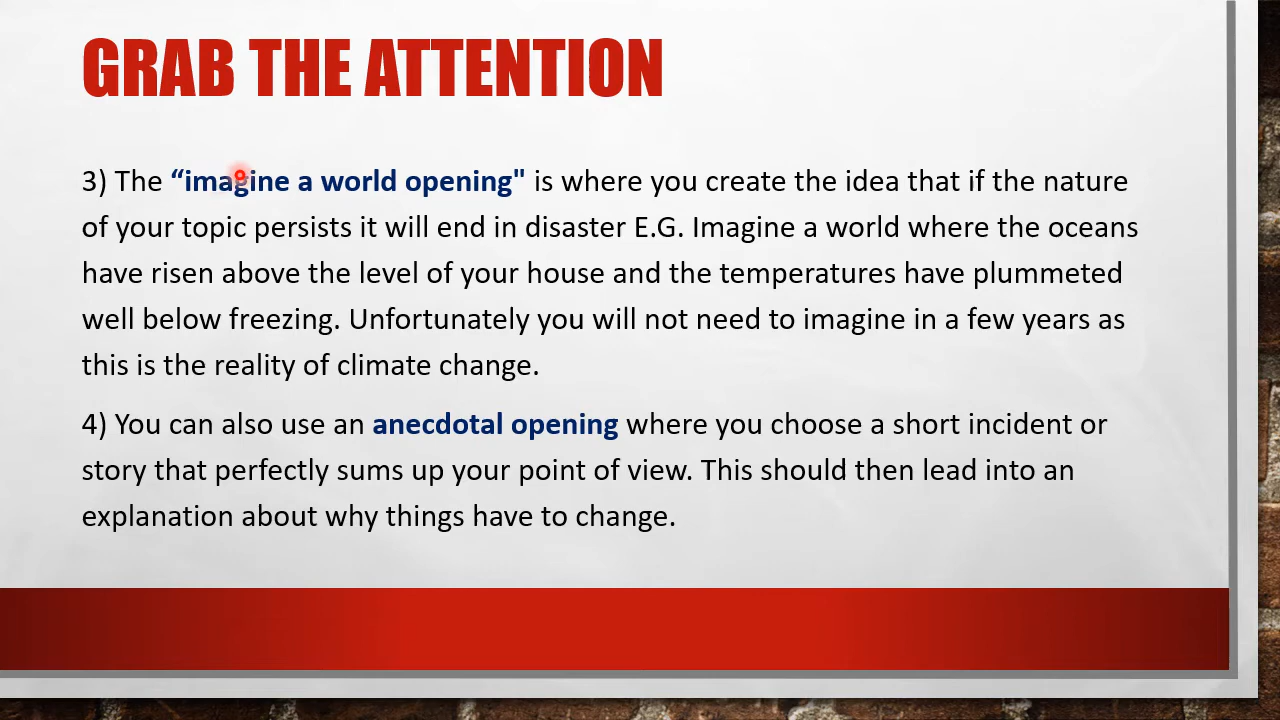 GRAB THE ATTENTION
3) The “imagine a world opening" is where you create the idea that if the nature
of your topic persists it will end in disaster E.G. Imagine a world where the oceans
have risen above the level of your house and the temperatures have plummeted
well below freezing. Unfortunately you will not need to imagine in a few years as
this is the reality of climate change.
4) You can also use an anecdotal opening where you choose a short incident or
story that perfectly sums up your point of view. This should then lead into an
explanation about why things have to change.